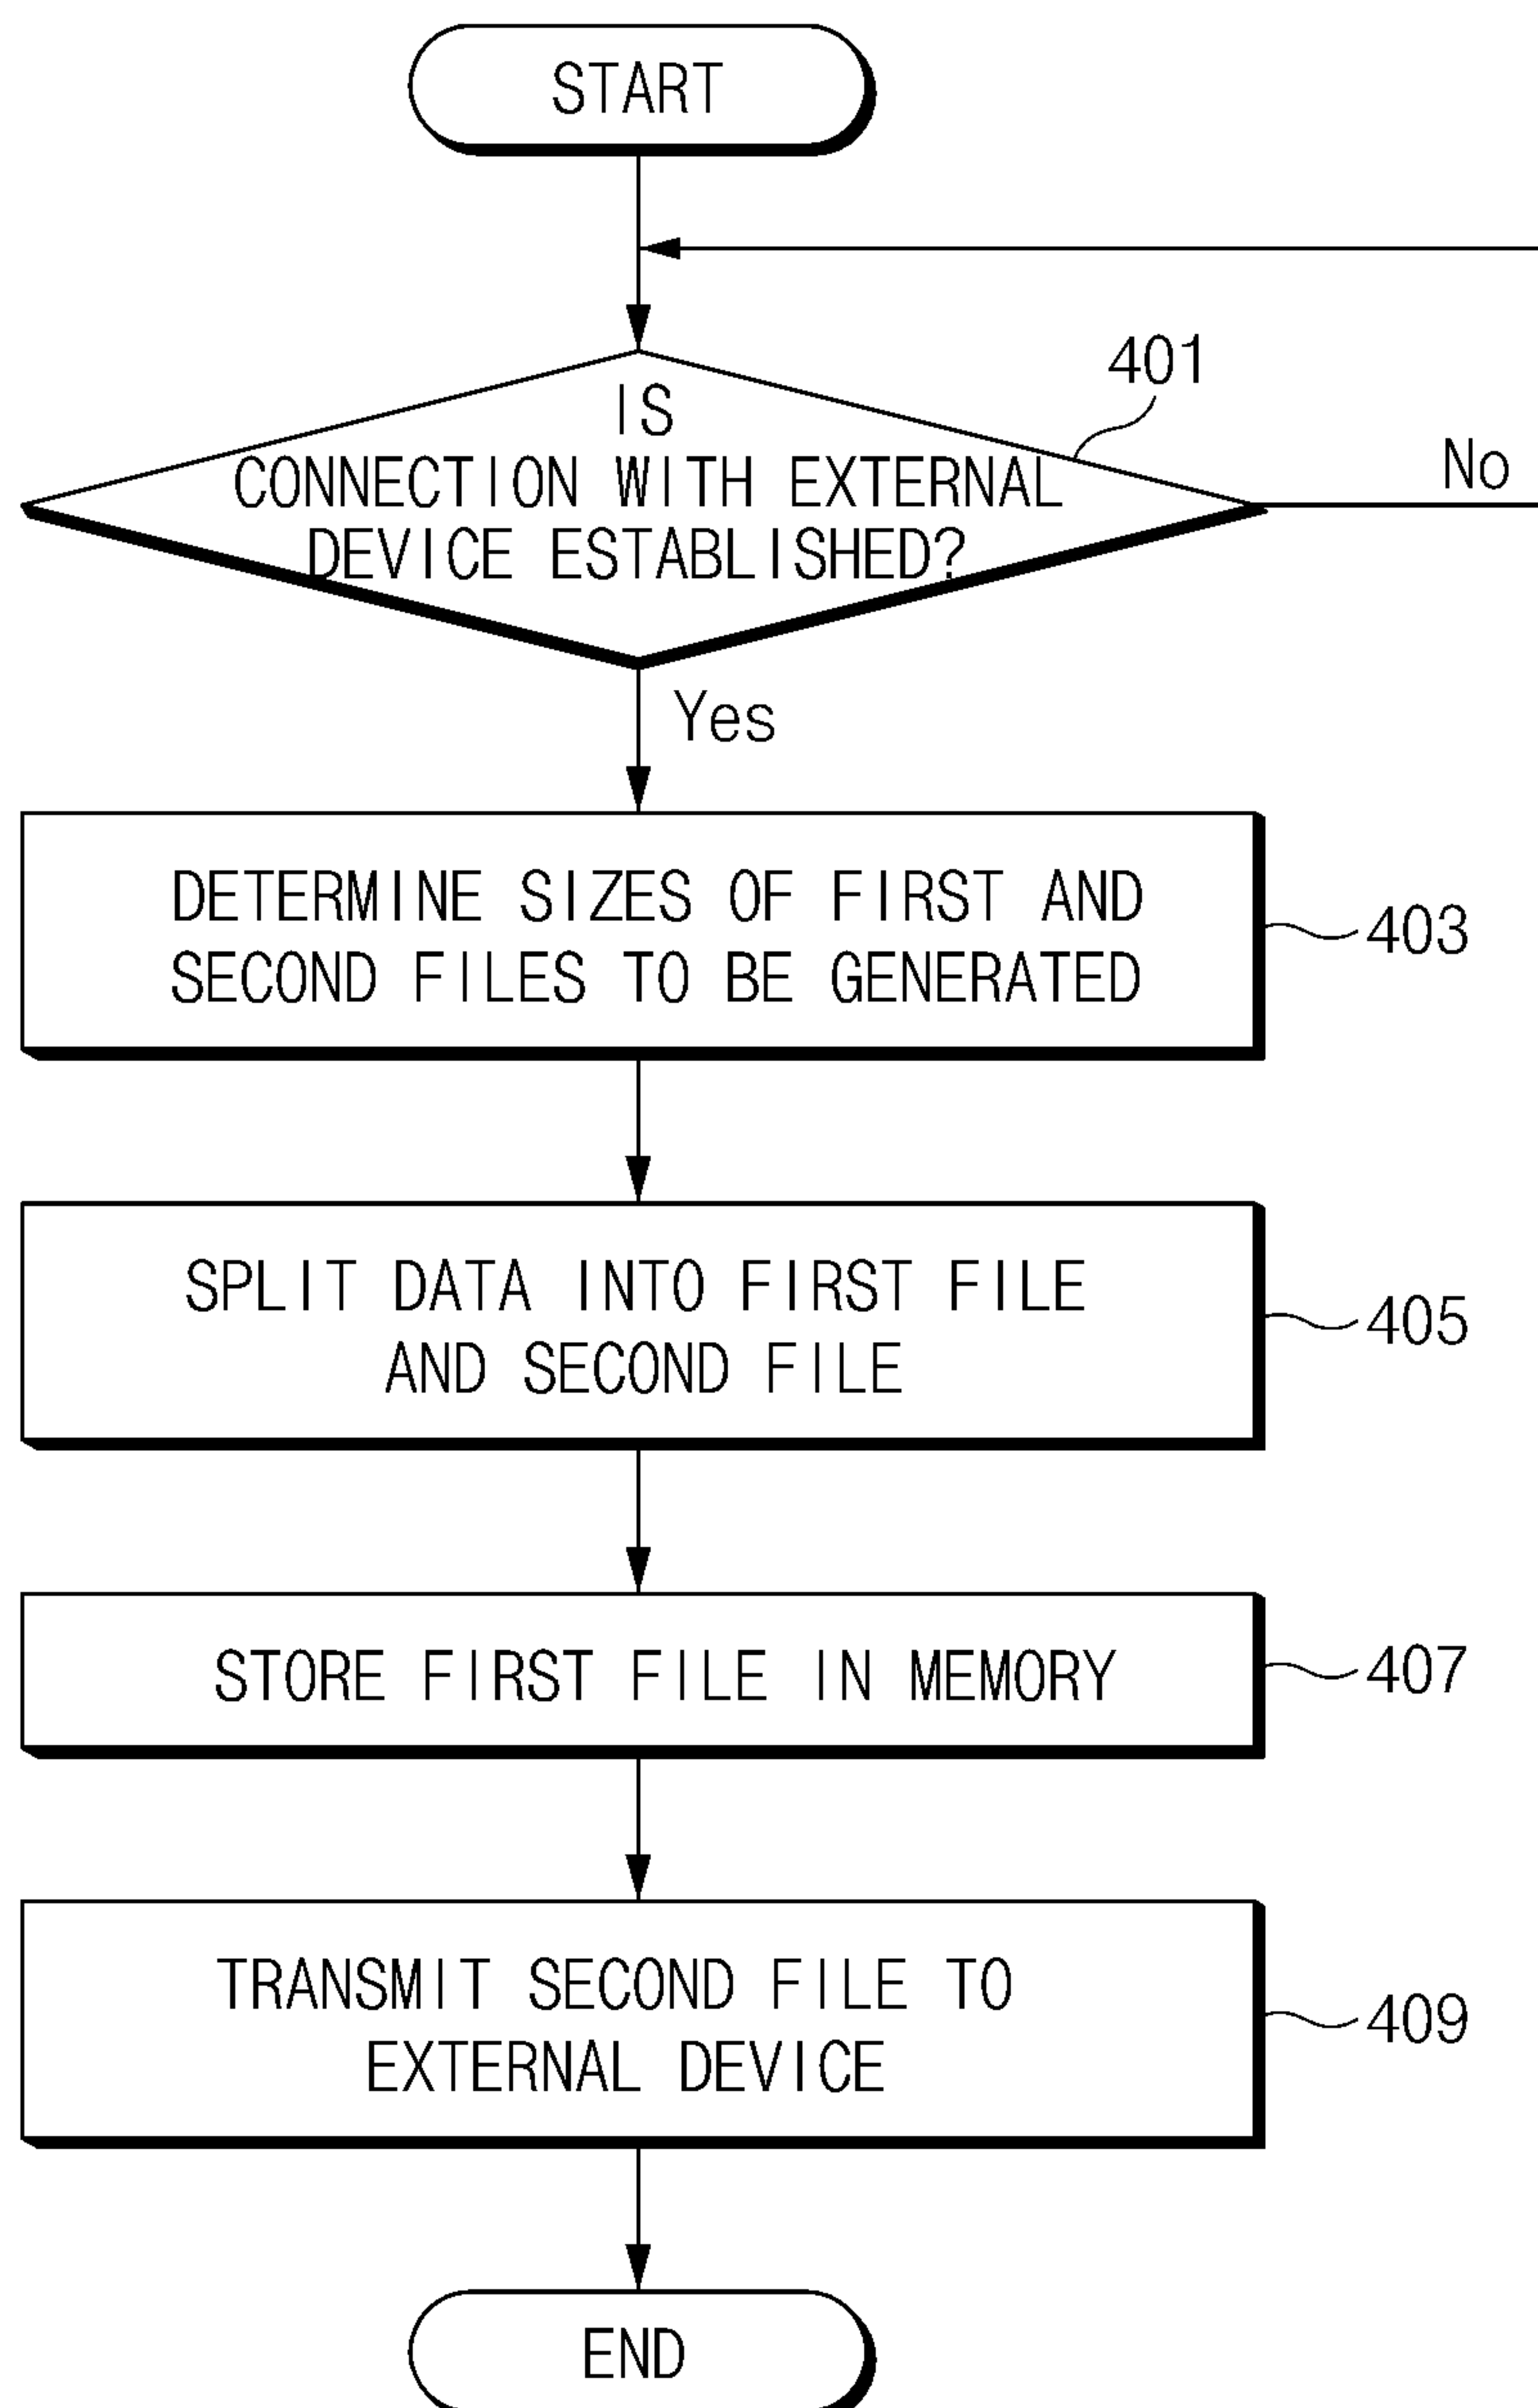 START
401
IS
CONNECTION WITH EXTERNAL
DEVICE ESTABLISHED?
No
Yes
DETERMINE SIZES OF FIRST AND
SECOND FILES TO BE GENERATED
403
SPLIT DATA INTO FIRST FILE
AND SECOND FILE
405
STORE FIRST FILE IN MEMORY
407
TRANSMIT SECOND FILE TO
EXTERNAL DEVICE
409
END